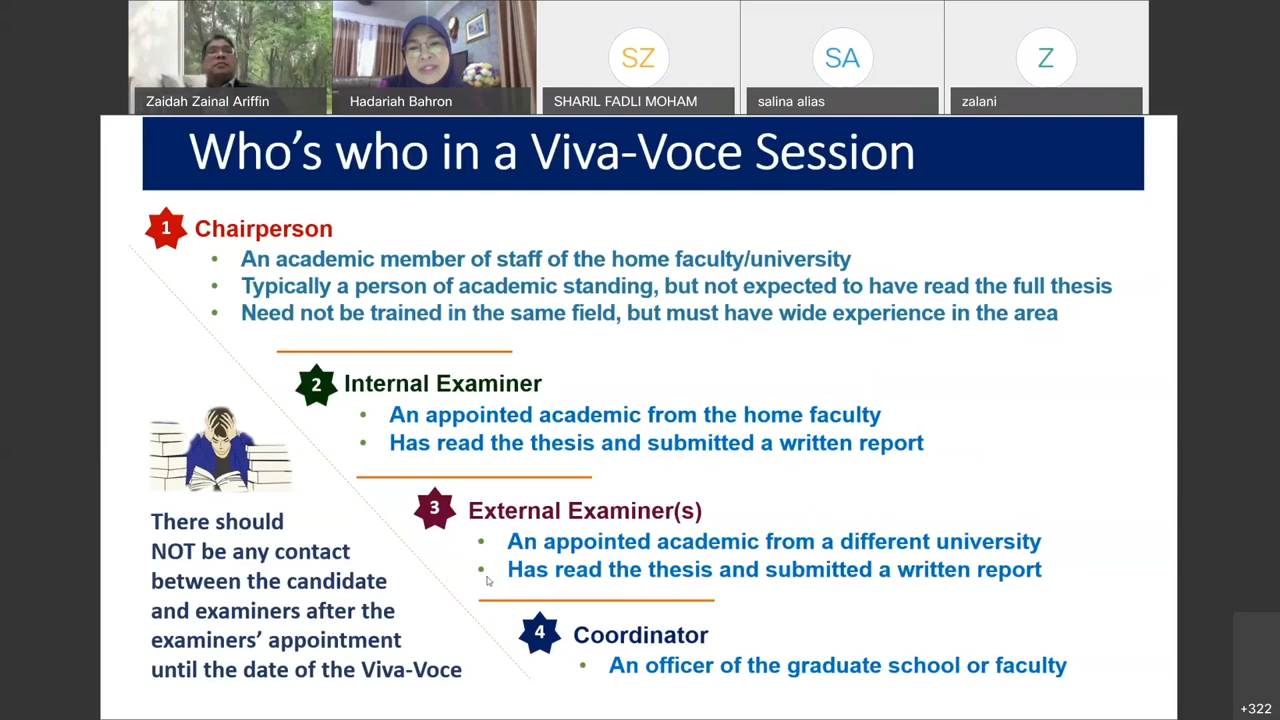 SZ
SA
Z
Zaidah Zainal Ariffin
Hadariah Bahron
SHARIL FADLI MOHAM
salina alias
zalani
Who's who in a Viva-Voce Session
1 Chairperson
• An academic member of staff of the home faculty/university
• Typically a person of academic standing, but not expected to have read the full thesis
• Need not be trained in the same field, but must have wide experience in the area
2 Internal Examiner
• An appointed academic from the home faculty
• Has read the thesis and submitted a written report
3 External Examiner(s)
• An appointed academic from a different university
• Has read the thesis and submitted a written report
4 Coordinator
• An officer of the graduate school or faculty
There should
NOT be any contact
between the candidate
and examiners after the
examiners' appointment
until the date of the Viva-Voce
+322